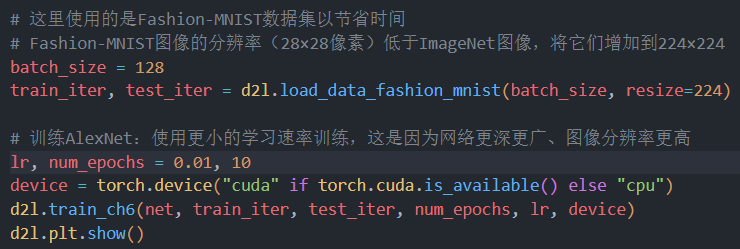 # 这里使用的是Fashion-MNIST数据集以节省时间
# Fashion-MNIST图像的分辨率（28×28像素）低于ImageNet图像，将它们增加到224×224
batch_size = 128
train_iter, test_iter = d2l.load_data_fashion_mnist(batch_size, resize=224)
# 训练AlexNet：使用更小的学习速率训练，这是因为网络更深更广、图像分辨率更高
lr, num_epochs = 0.01, 10
device = torch.device("cuda" if torch.cuda.is_available() else "cpu")
d2l.train_ch6(net, train_iter, test_iter, num_epochs, lr, device)
d2l.plt.show()